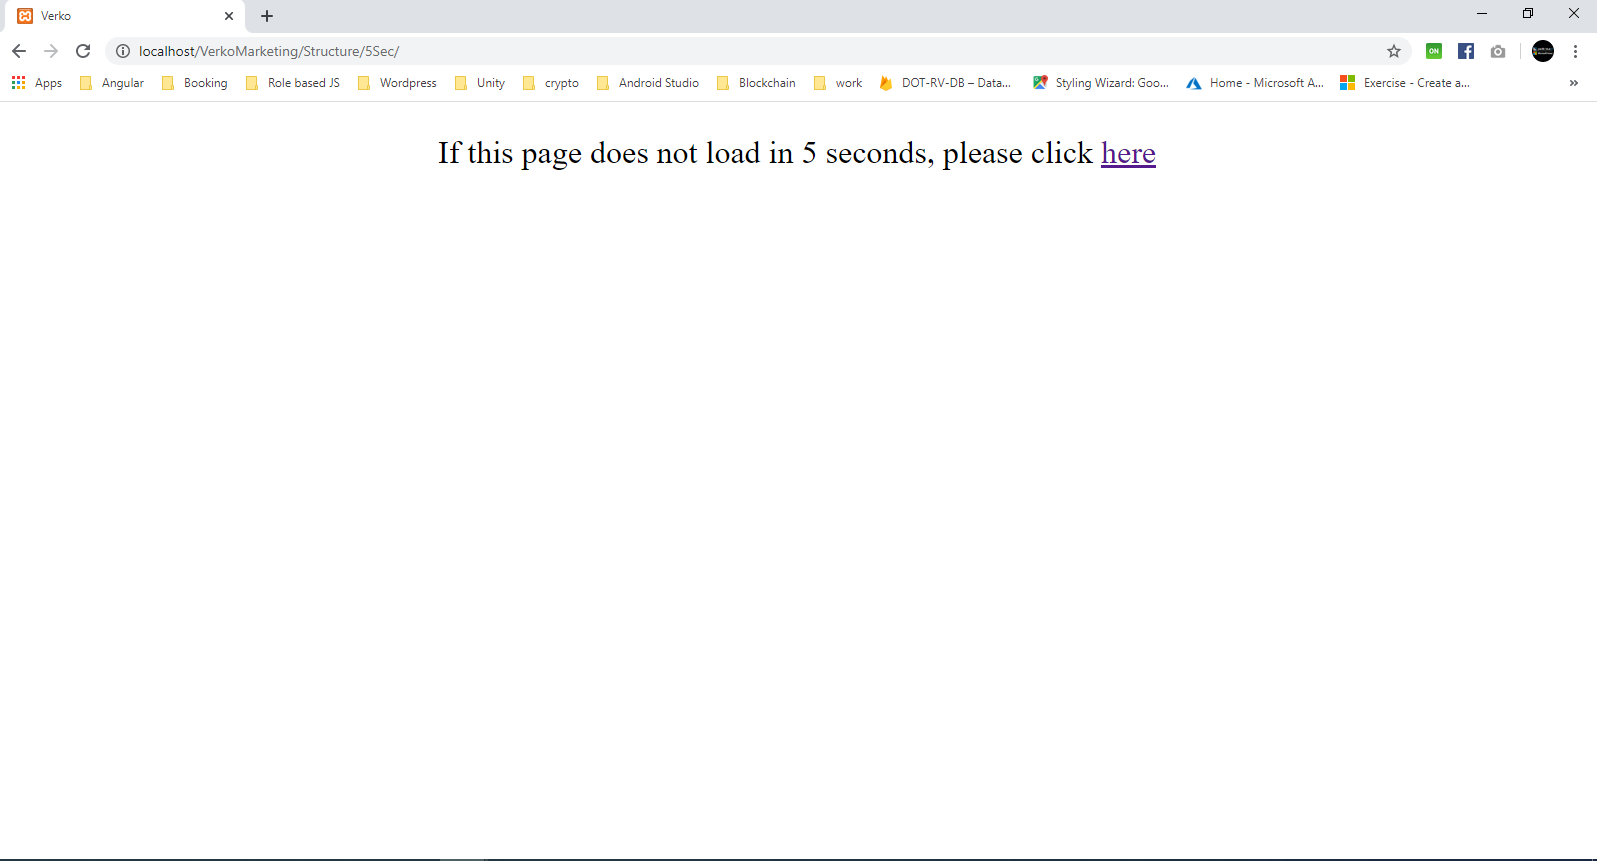 Verko
localhost/VerkoMarketing/Structure/5Sec/
ON
Apps Angular Booking Role based JS Wordpress Unity crypto Android Studio Blockchain work DOT-RV-DB – Data... Styling Wizard: Goo... Home - Microsoft A... Exercise - Create a... »
If this page does not load in 5 seconds, please click here